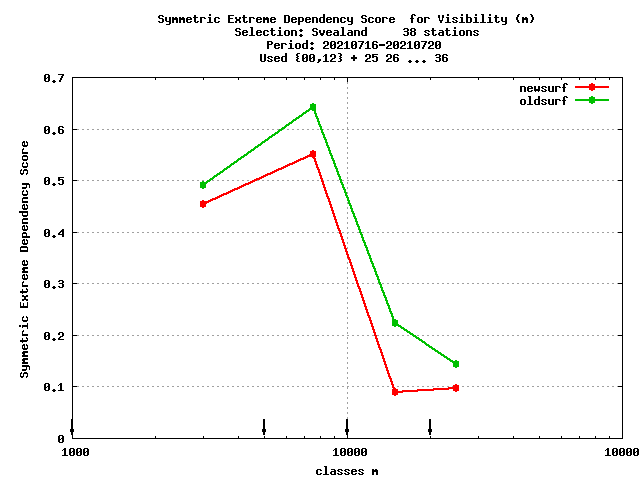 Symmetric Extreme Dependency Score  for Visibility (m)
Selection: Svealand     38 stations
Period: 20210716-20210720
Used {00,12} + 25 26 ... 36
newsurf
oldsurf
Symmetric Extreme Dependency Score
0.7
0.6
0.5
0.4
0.3
0.2
0.1
0
1000
10000
10000
classes m